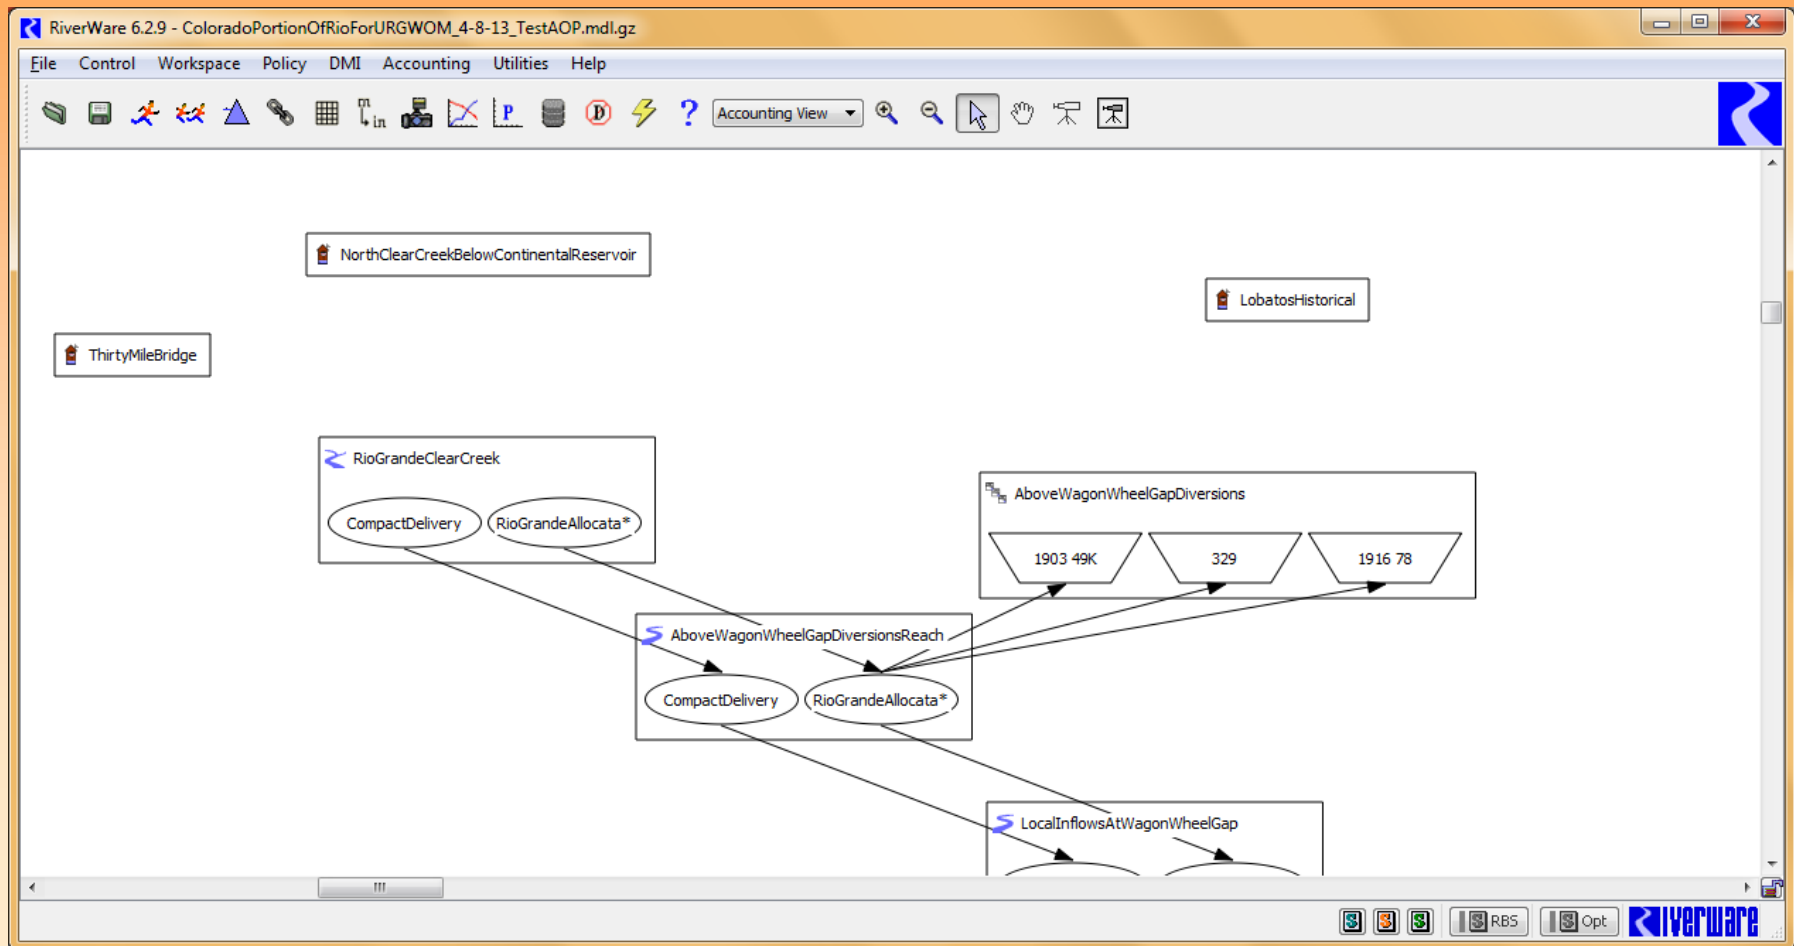 RiverWare 6.2.9 - ColoradoPortionOfRioForURGWOM_4-8-13_TestAOP.mdl.gz
File Control Workspace Policy DMI Accounting Utilities Help
in P D ? Accounting View
NorthClearCreekBelowContinentalReservoir
LobatosHistorical
ThirtyMileBridge
RioGrandeClearCreek
CompactDelivery RioGrandeAllocata*
AboveWagonWheelGapDiversions
1903 49K 329 1916 78
AboveWagonWheelGapDiversionsReach
CompactDelivery RioGrandeAllocata*
LocalInflowsAtWagonWheelGap
S S S S RBS S Opt Riverware